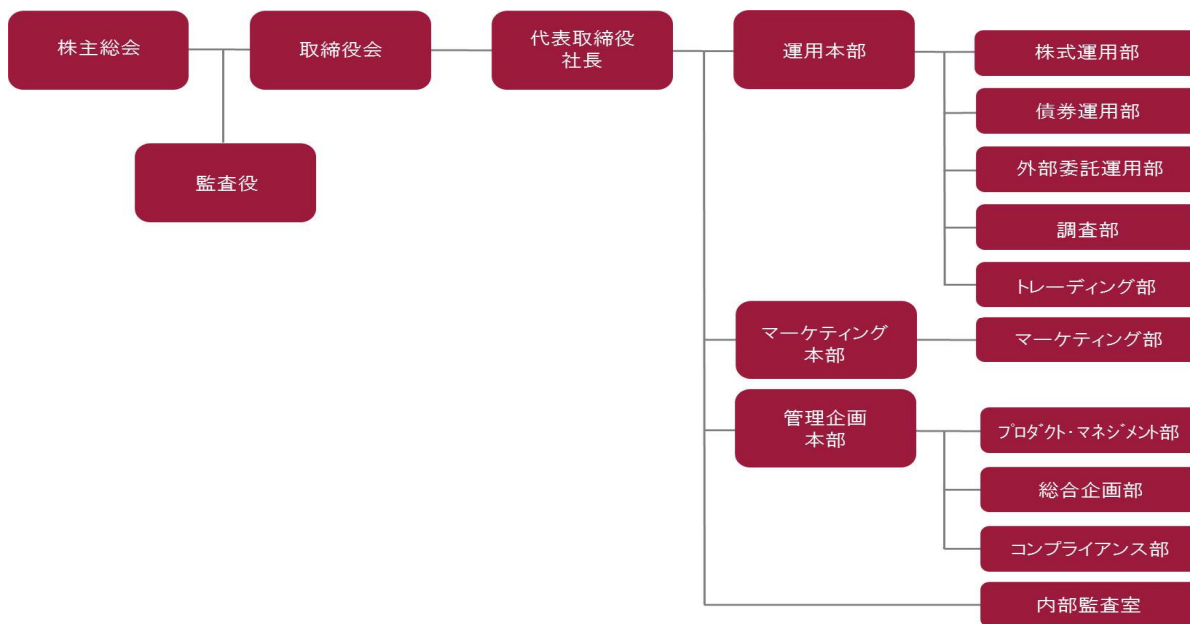 株主総会
取締役会
代表取締役
社長
運用本部
株式運用部
債券運用部
監査役
外部委託運用部
調査部
トレーディング部
マーケティング
本部
マーケティング部
管理企画
本部
プロダクト・マネジメント部
総合企画部
コンプライアンス部
内部監査室